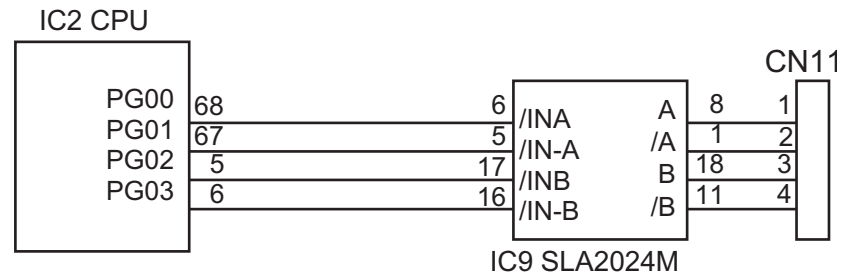 IC2 CPU
CN11
PG00 68 6 /INA A 8 1
PG01 67 5 /IN-A /A 1 2
PG02 5 17 /INB B 18 3
PG03 6 16 /IN-B /B 11 4
IC9 SLA2024M